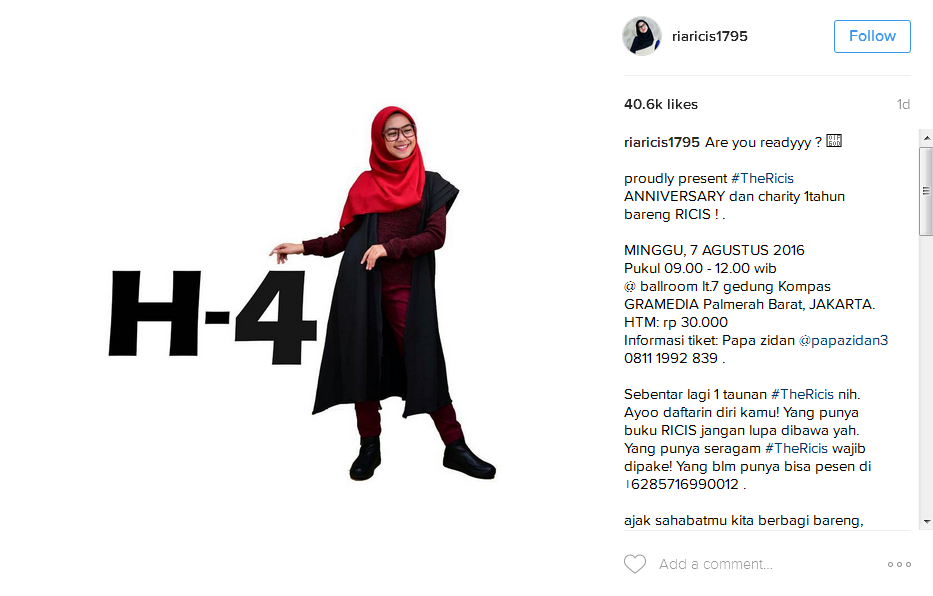 H-4
riaricis1795
Follow
40.6k likes
1d
riaricis1795 Are you readyyy ?
proudly present #TheRicis
ANNIVERSARY dan charity 1tahun
bareng RICIS ! .
MINGGU, 7 AGUSTUS 2016
Pukul 09.00 - 12.00 wib
@ ballroom lt.7 gedung Kompas
GRAMEDIA Palmerah Barat, JAKARTA.
HTM: rp 30.000
Informasi tiket: Papa zidan @papazidan3
0811 1992 839 .
Sebentar lagi 1 taunan #TheRicis nih.
Ayoo daftarin diri kamu! Yang punya
buku RICIS jangan lupa dibawa yah.
Yang punya seragam #TheRicis wajib
dipake! Yang blm punya bisa pesen di
6285716990012 .
ajak sahabatmu kita berbagi bareng,
Add a comment...